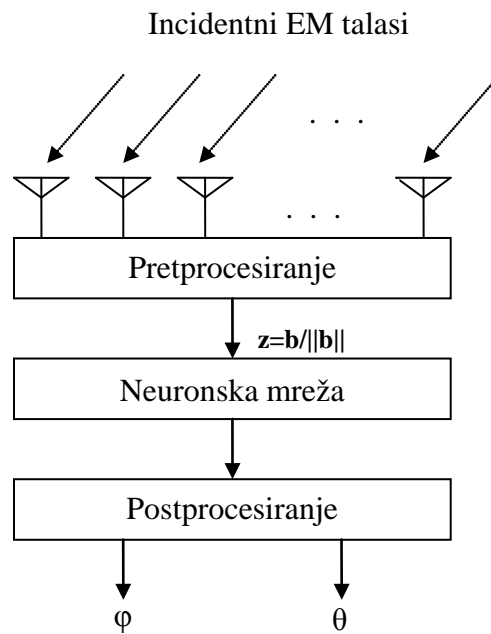 Incidentni EM talasi
. . .
. . .
Pretprocesiranje
z=b/||b||
Neuronska mreža
Postprocesiranje
φ θ